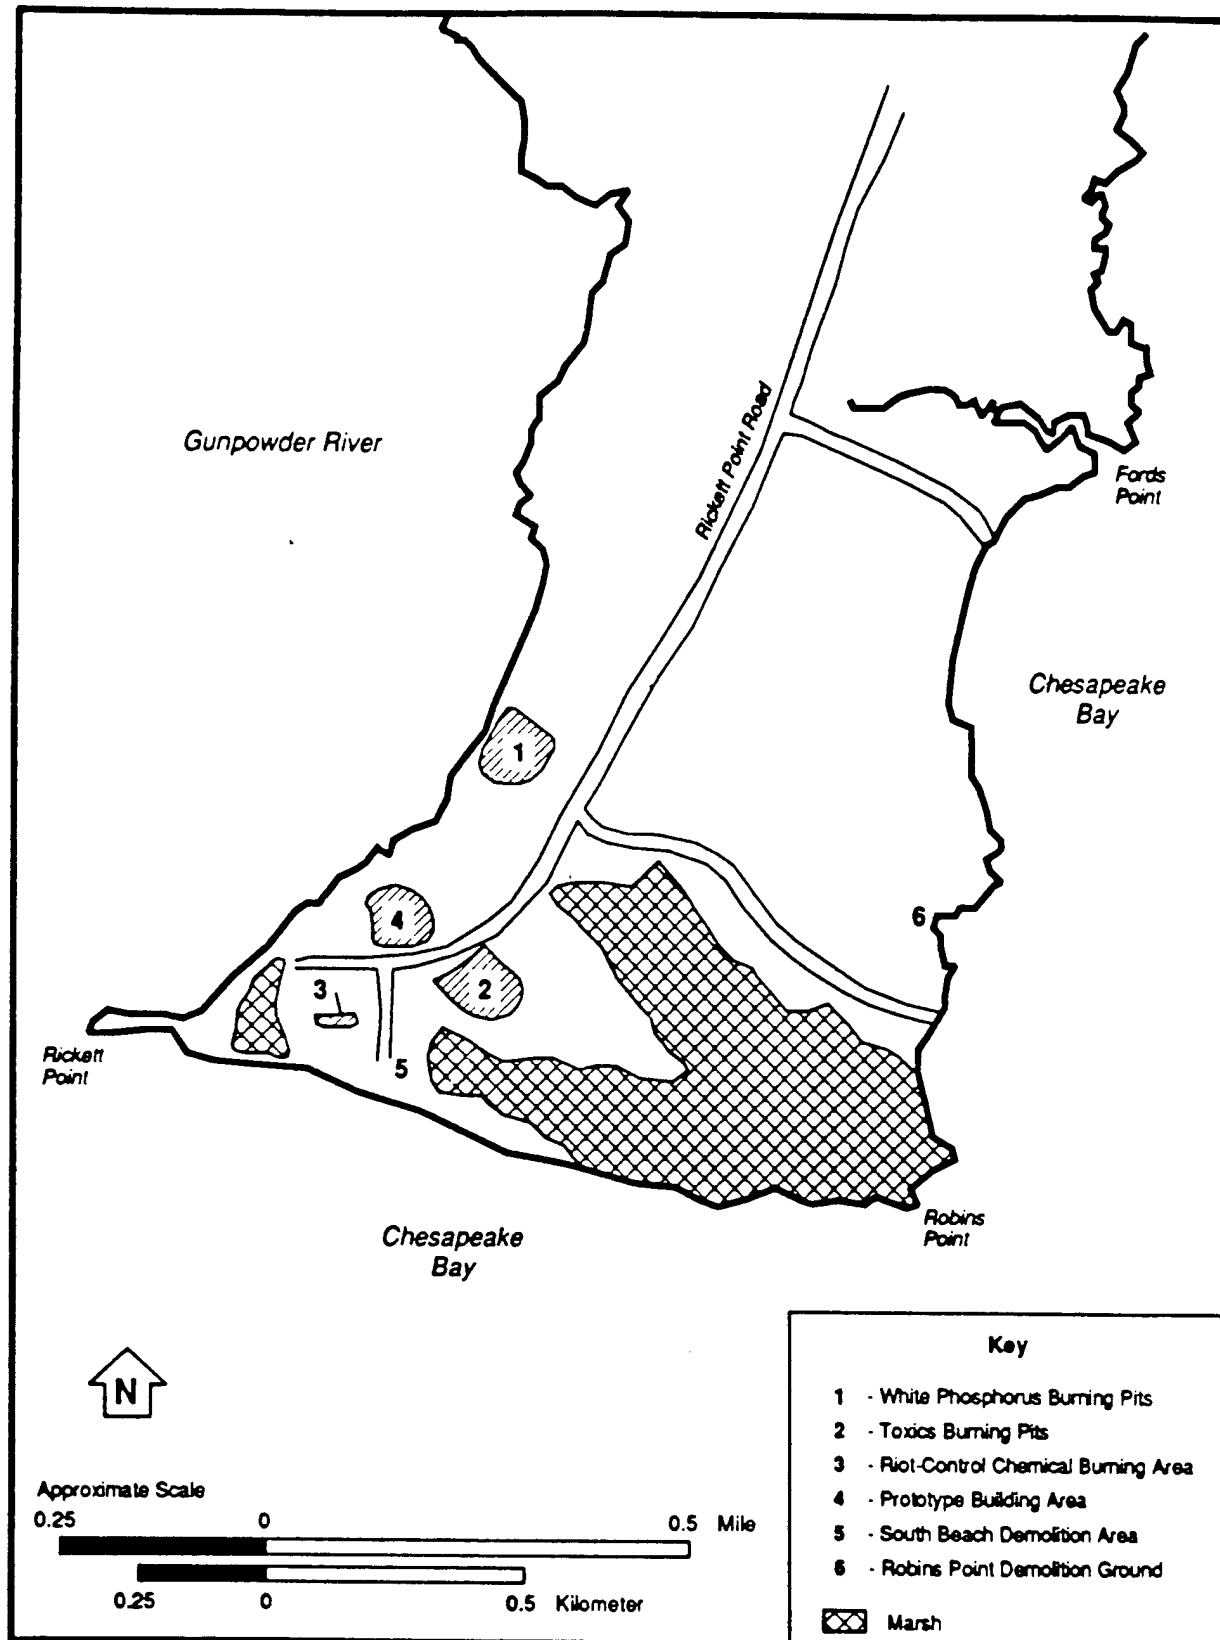 Gunpowder River
Rickett Point Road
Fords
Point
Chesapeake
Bay
1
6
4
2
3
5
Rickett
Point
Robins
Point
Chesapeake
Bay
N
Key
1 - White Phosphorus Burning Pits
2 - Toxics Burning Pits
3 - Riot-Control Chemical Burning Area
4 - Prototype Building Area
5 - South Beach Demolition Area
6 - Robins Point Demolition Ground
Marsh
Approximate Scale
0.25 0 0.5 Mile
0.25 0 0.5 Kilometer